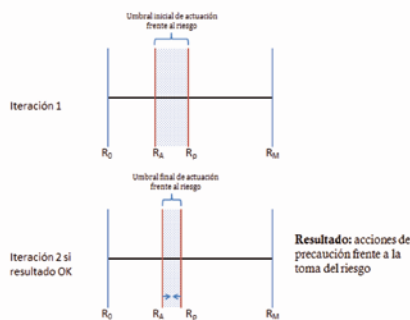 Umbral inicial de actuación
frente al riesgo
Iteración 1
R0 RA Rp RM
Umbral final de actuación
frente al riesgo
Iteración 2 si
resultado OK
Resultado: acciones de
precaución frente a la
toma del riesgo
R0 RA Rp RM